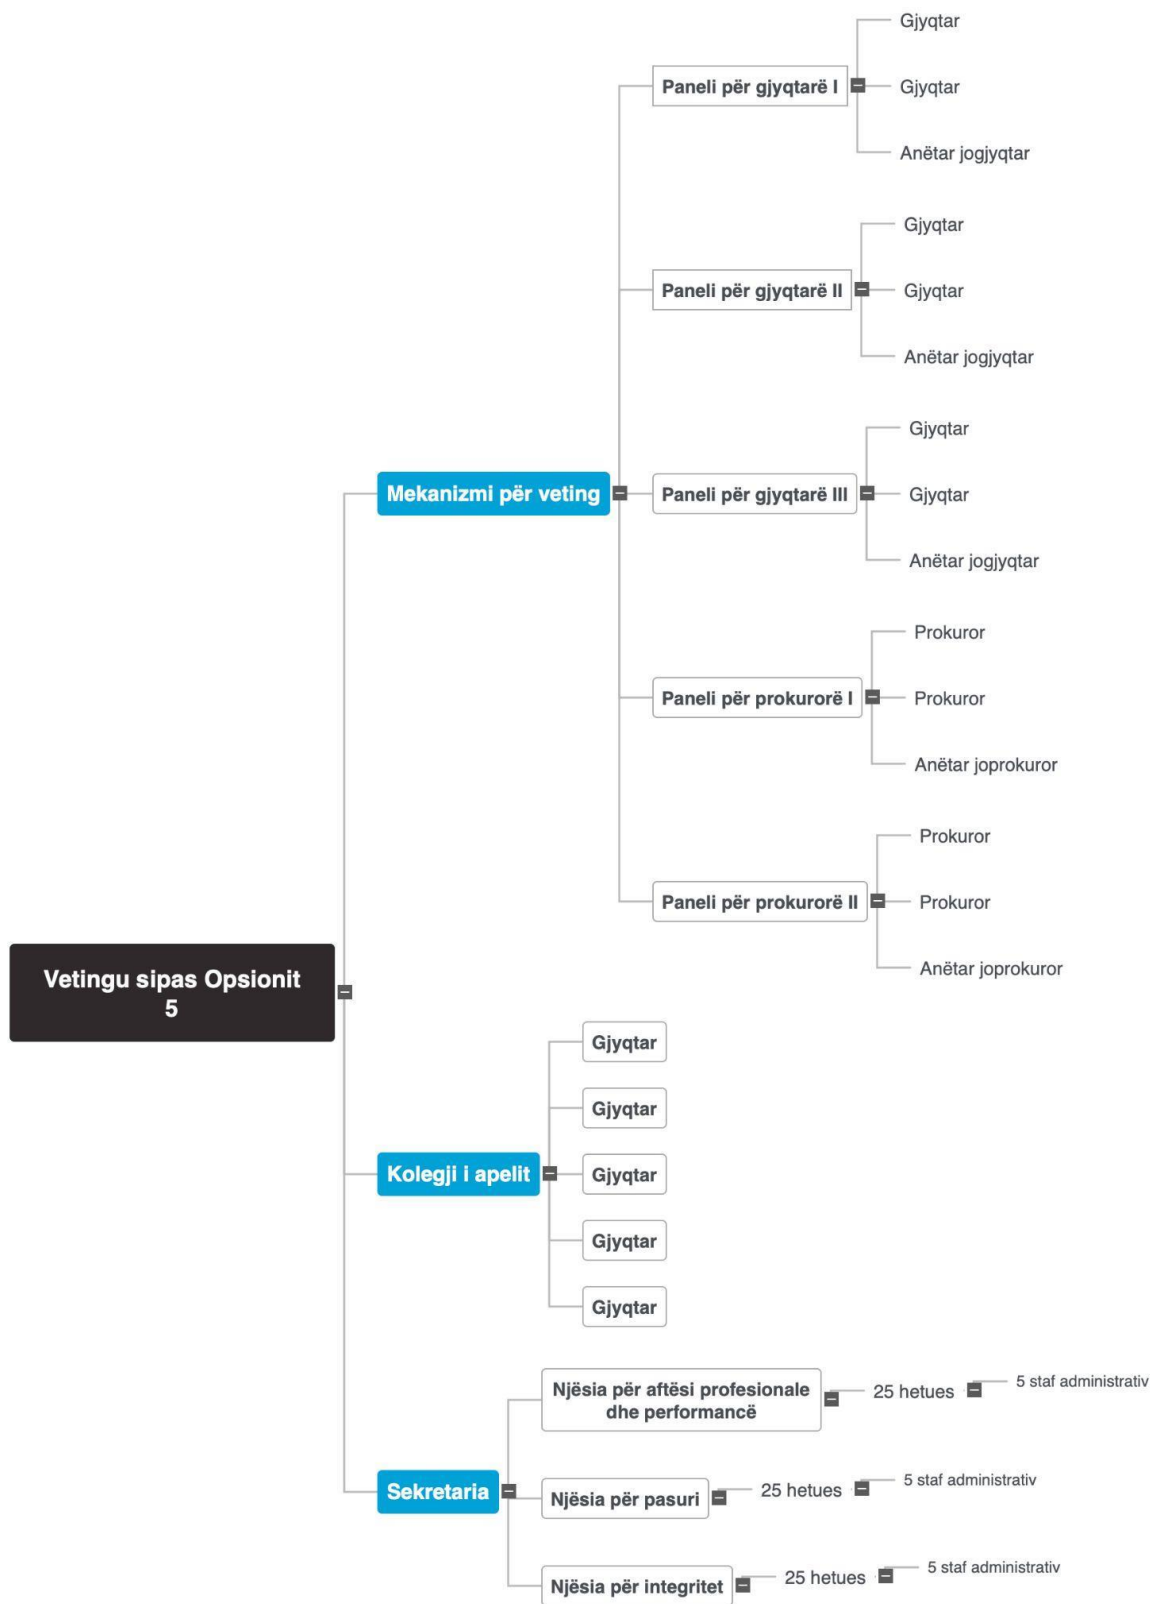 Vetingu sipas Opsionit
5
Mekanizmi për veting
Paneli për gjyqtarë I
Gjyqtar
Gjyqtar
Anëtar jogjyqtar
Paneli për gjyqtarë II
Gjyqtar
Gjyqtar
Anëtar jogjyqtar
Paneli për gjyqtarë III
Gjyqtar
Gjyqtar
Anëtar jogjyqtar
Paneli për prokurorë I
Prokuror
Prokuror
Anëtar joprokuror
Paneli për prokurorë II
Prokuror
Prokuror
Anëtar joprokuror
Kolegji i apelit
Gjyqtar
Gjyqtar
Gjyqtar
Gjyqtar
Gjyqtar
Sekretaria
Njësia për aftësi profesionale
dhe performancë
25 hetues
5 staf administrativ
Njësia për pasuri
25 hetues
5 staf administrativ
Njësia për integritet
25 hetues
5 staf administrativ